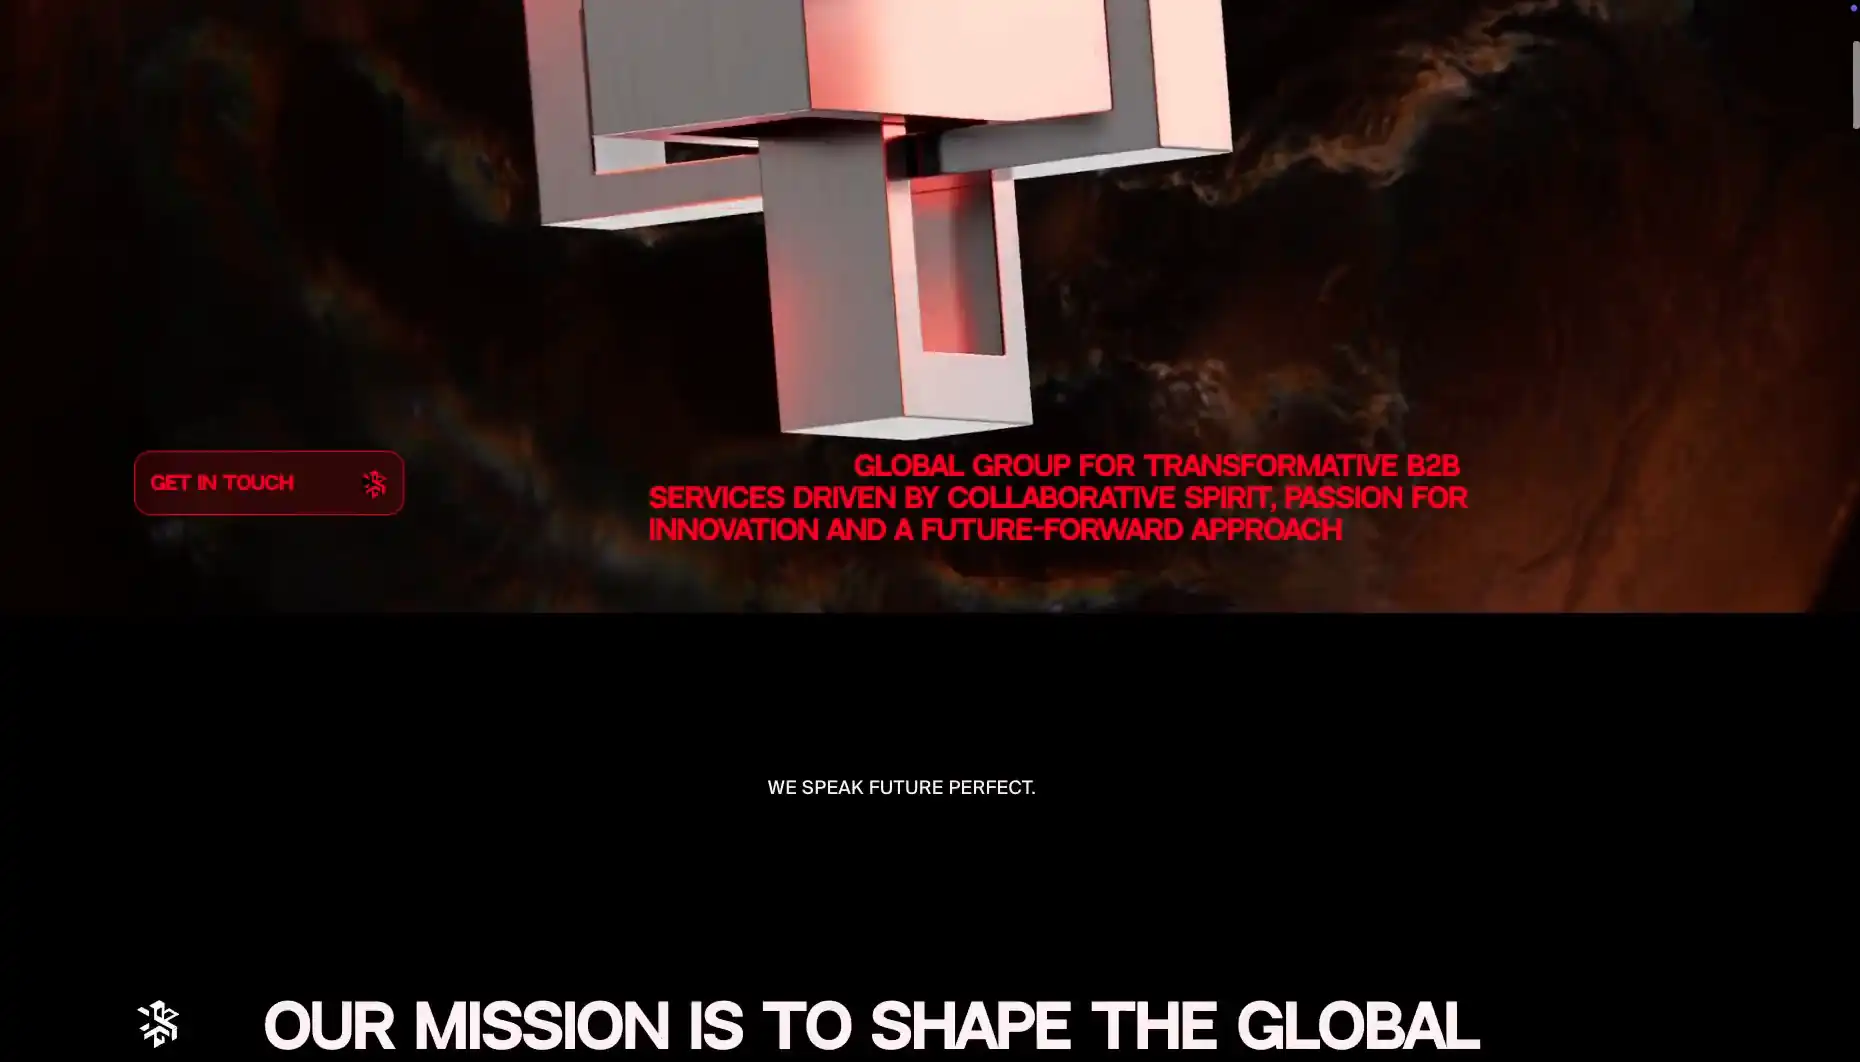 GET IN TOUCH
GLOBAL GROUP FOR TRANSFORMATIVE B2B
SERVICES DRIVEN BY COLLABORATIVE SPIRIT, PASSION FOR
INNOVATION AND A FUTURE-FORWARD APPROACH
WE SPEAK FUTURE PERFECT.
OUR MISSION IS TO SHAPE THE GLOBAL